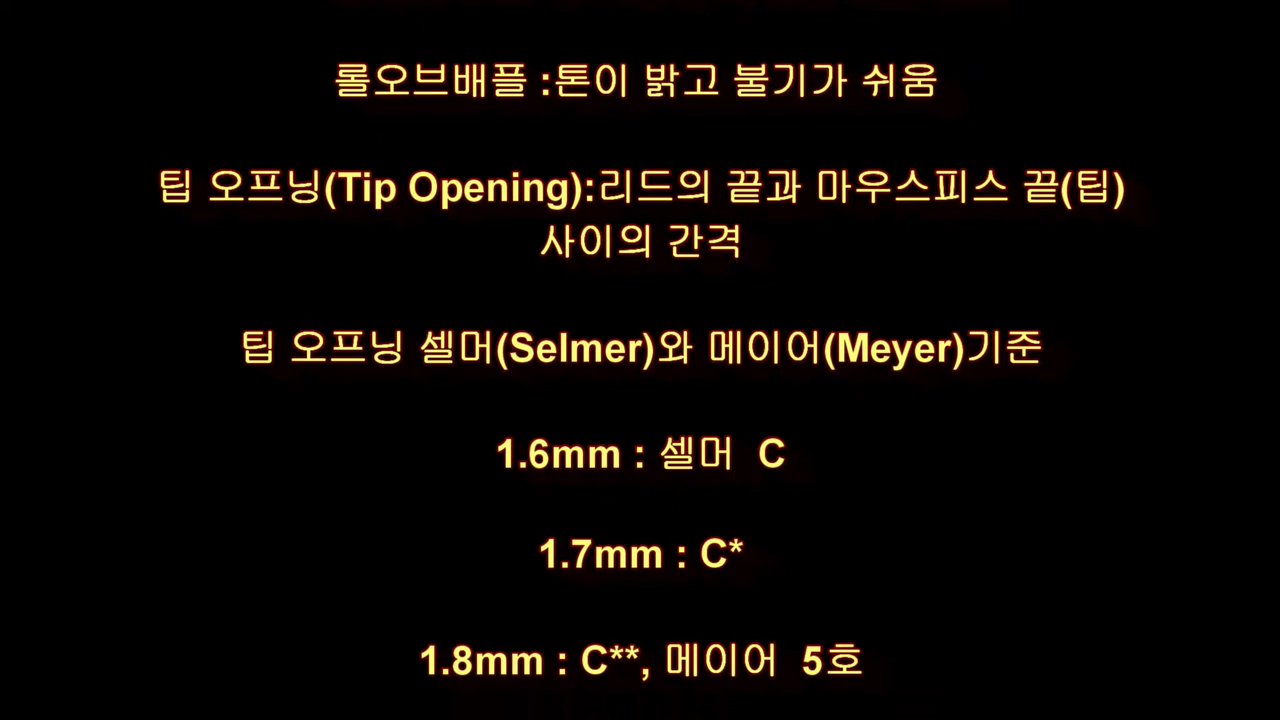 롤오브배플 :톤이 밝고 불기가 쉬움
팁 오프닝(Tip Opening):리드의 끝과 마우스피스 끝(팁)
사이의 간격
팁 오프닝 셀머(Selmer)와 메이어(Meyer)기준
1.6mm : 셀머  C
1.7mm : C*
1.8mm : C**, 메이어  5호